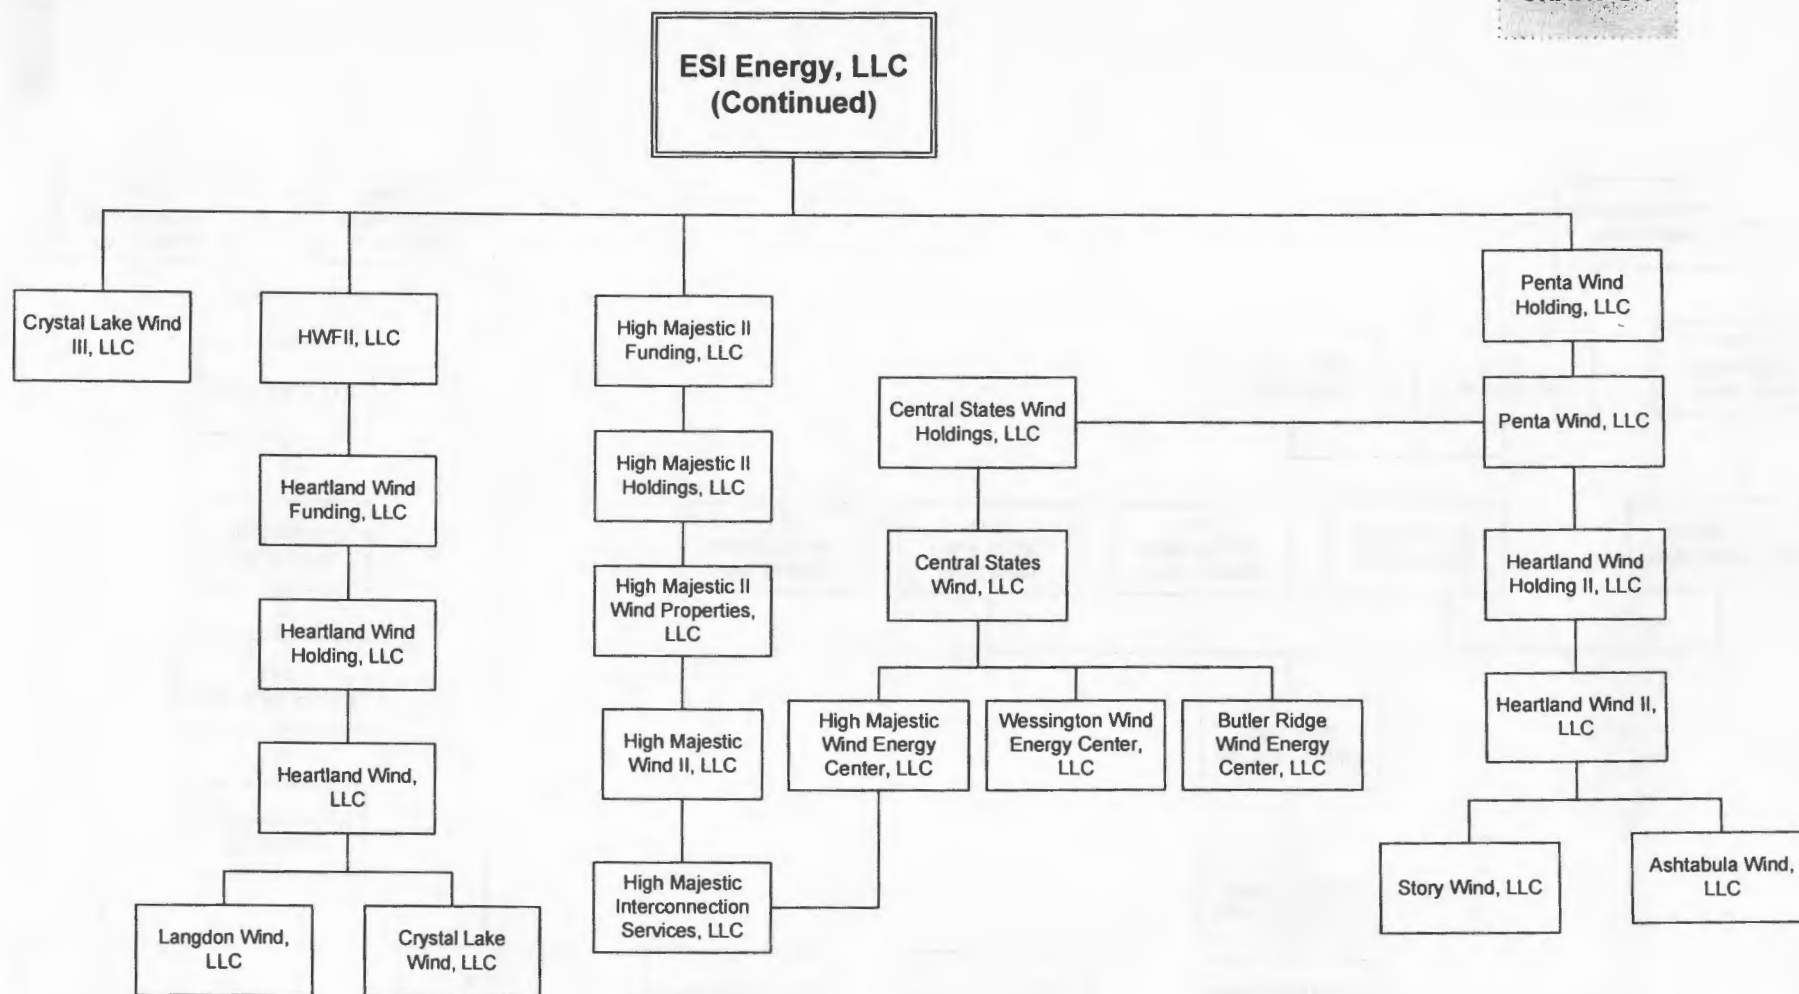 ESI Energy, LLC
(Continued)
Crystal Lake Wind
III, LLC
HWFII, LLC
High Majestic II
Funding, LLC
Penta Wind
Holding, LLC
Central States Wind
Holdings, LLC
Penta Wind, LLC
Heartland Wind
Funding, LLC
High Majestic II
Holdings, LLC
Central States
Wind, LLC
Heartland Wind
Holding II, LLC
Heartland Wind
Holding, LLC
High Majestic II
Wind Properties,
LLC
Heartland Wind,
LLC
High Majestic
Wind II, LLC
High Majestic
Wind Energy
Center, LLC
Wessington Wind
Energy Center,
LLC
Butler Ridge
Wind Energy
Center, LLC
Heartland Wind II,
LLC
Langdon Wind,
LLC
Crystal Lake
Wind, LLC
High Majestic
Interconnection
Services, LLC
Story Wind, LLC
Ashtabula Wind,
LLC